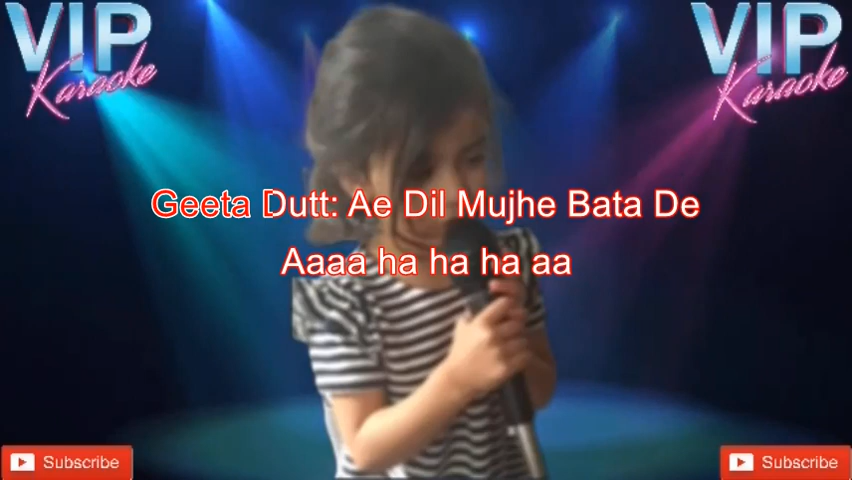 VIP VIP
Karaoke Karaoke
Geeta Dutt: Ae Dil Mujhe Bata De
Aaaa ha ha ha aa
Subscribe Subscribe